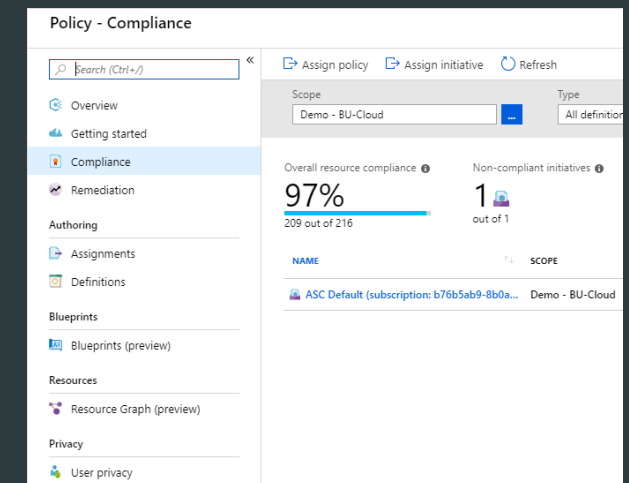 Policy - Compliance
Search (Ctrl+/)
«
Overview
Getting started
Compliance
Remediation
Authoring
Assignments
Definitions
Blueprints
Blueprints (preview)
Resources
Resource Graph (preview)
Privacy
User privacy
Assign policy Assign initiative Refresh
Scope Type
Demo - BU-Cloud ... All definition
Overall resource compliance Non-compliant initiatives
97% 1
209 out of 216 out of 1
NAME ↑↓ SCOPE
ASC Default (subscription: b76b5ab9-8b0a... Demo - BU-Cloud